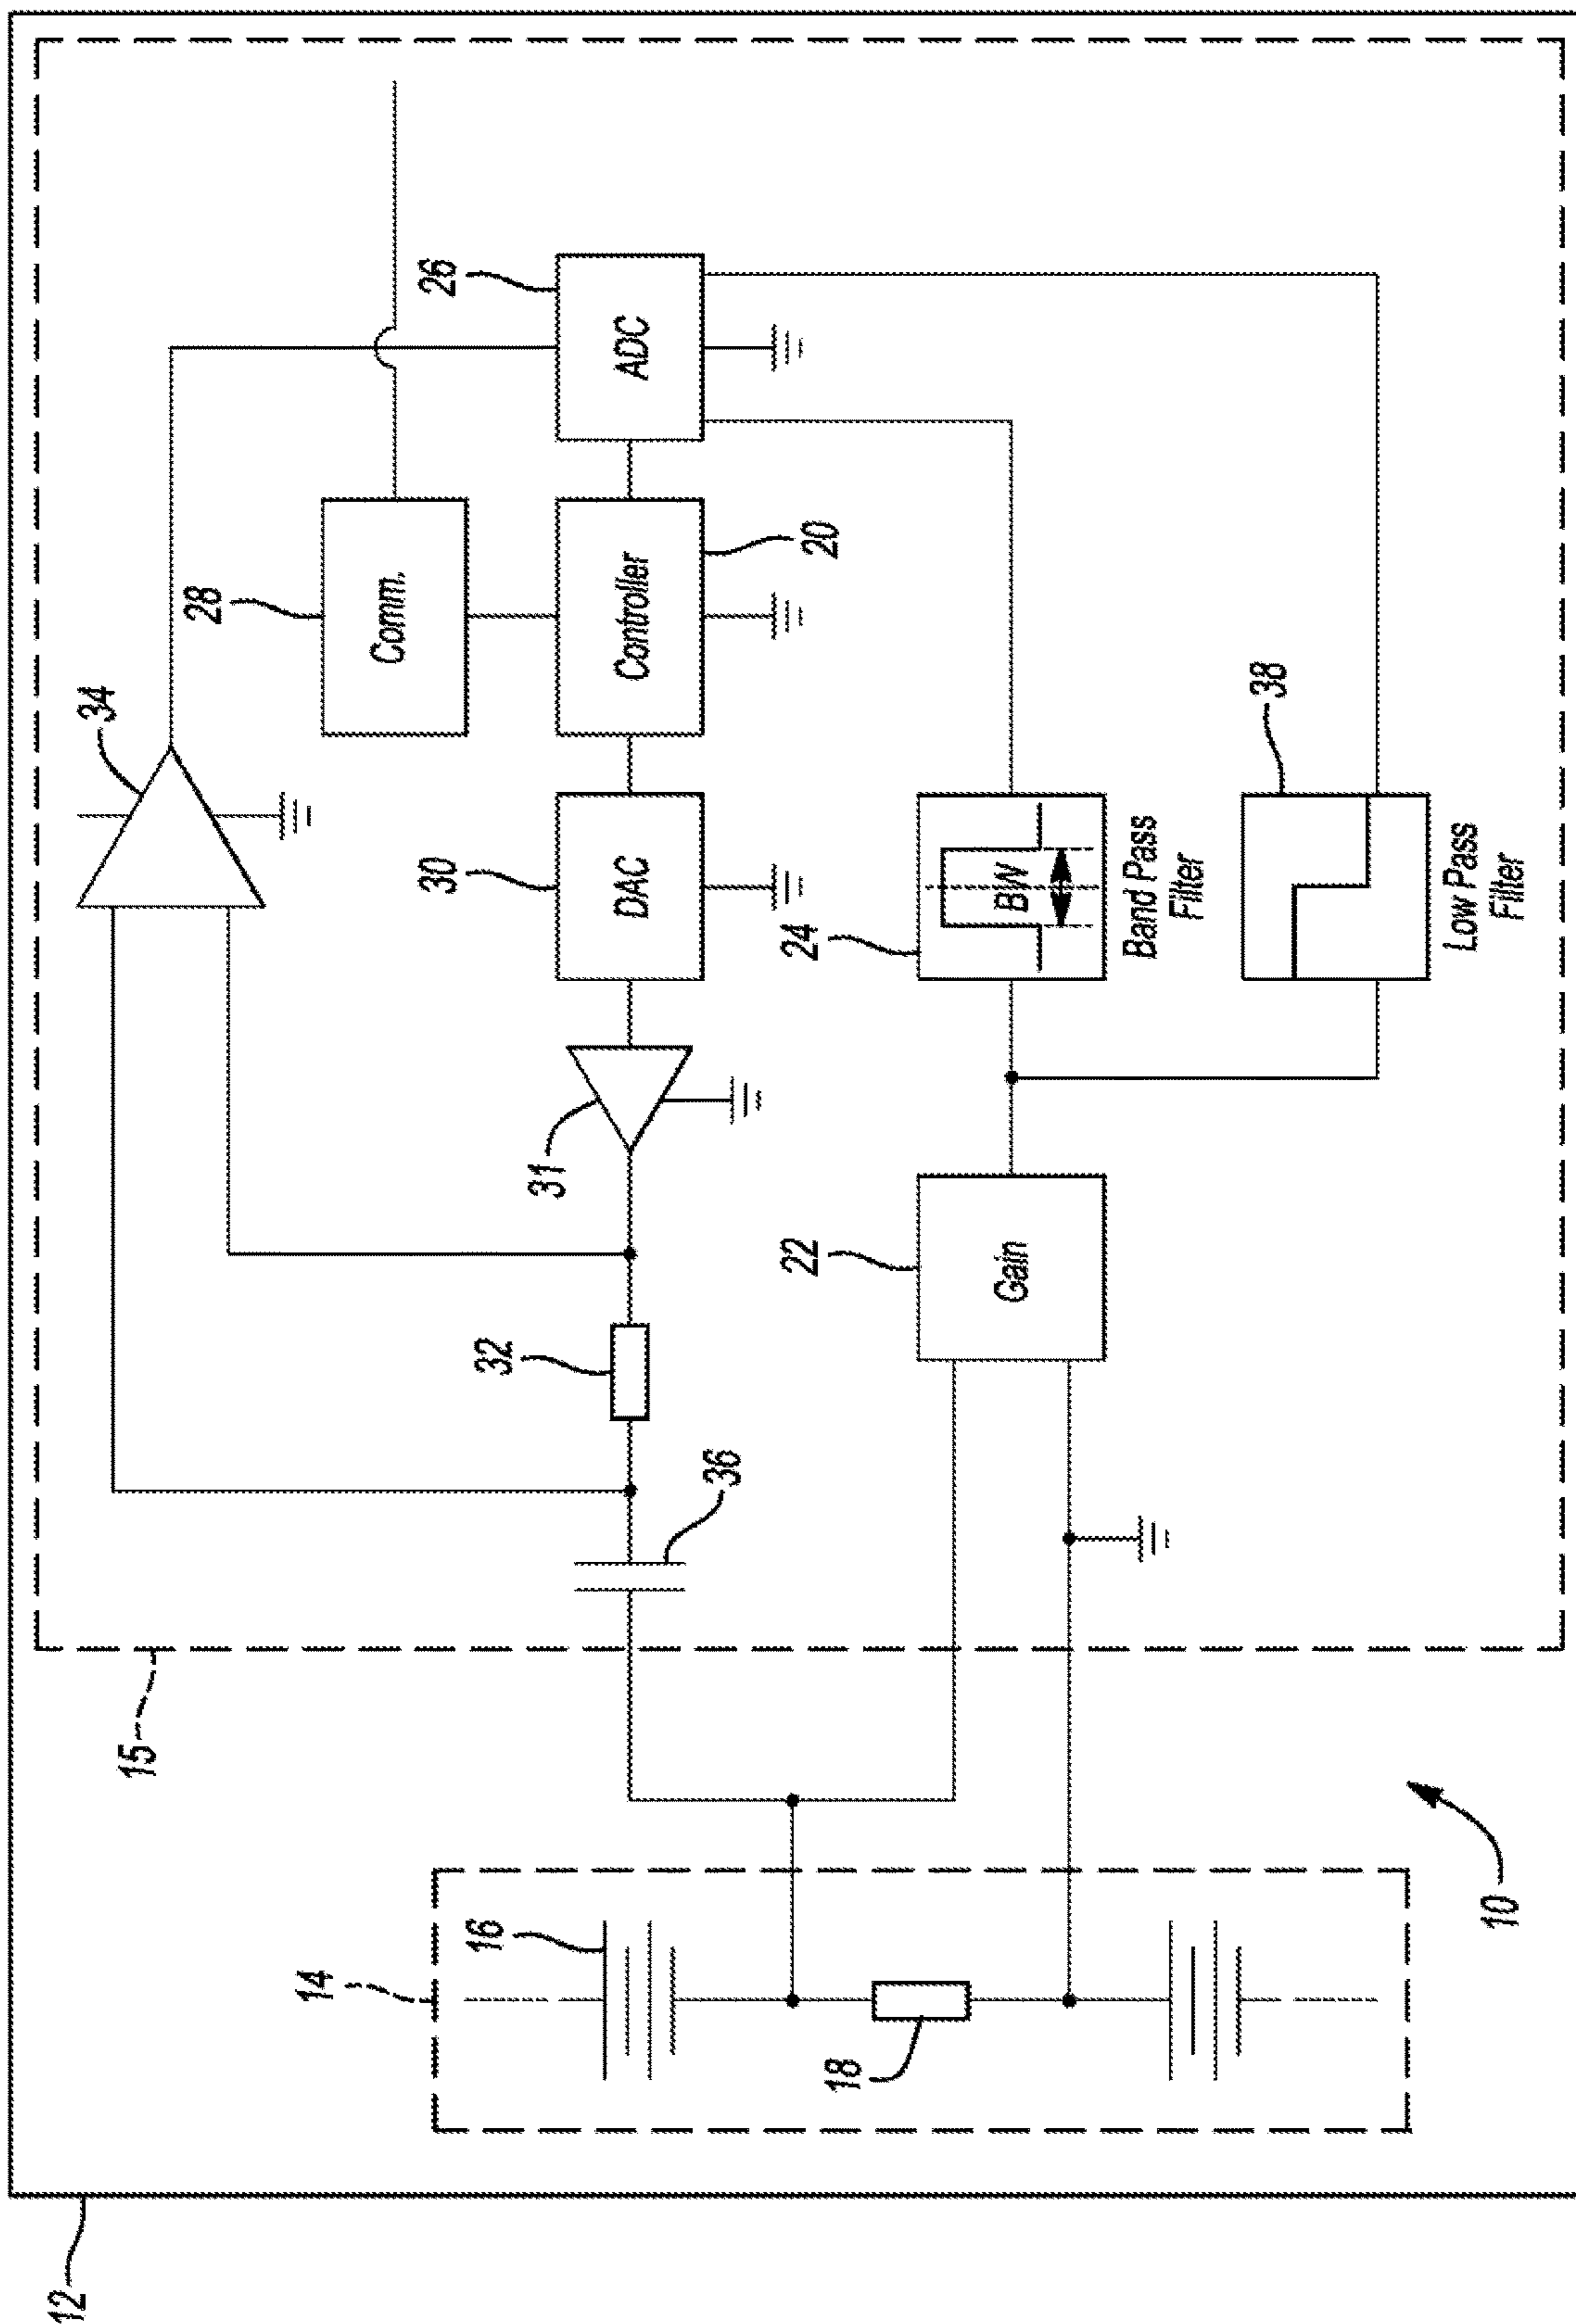 12
15
34
28
14
Comm.
32
30
26
16
31
DAC
Controller
ADC
36
18
22
24
20
Gain
BW
Band Pass
Filter
38
Low Pass
Filter
10